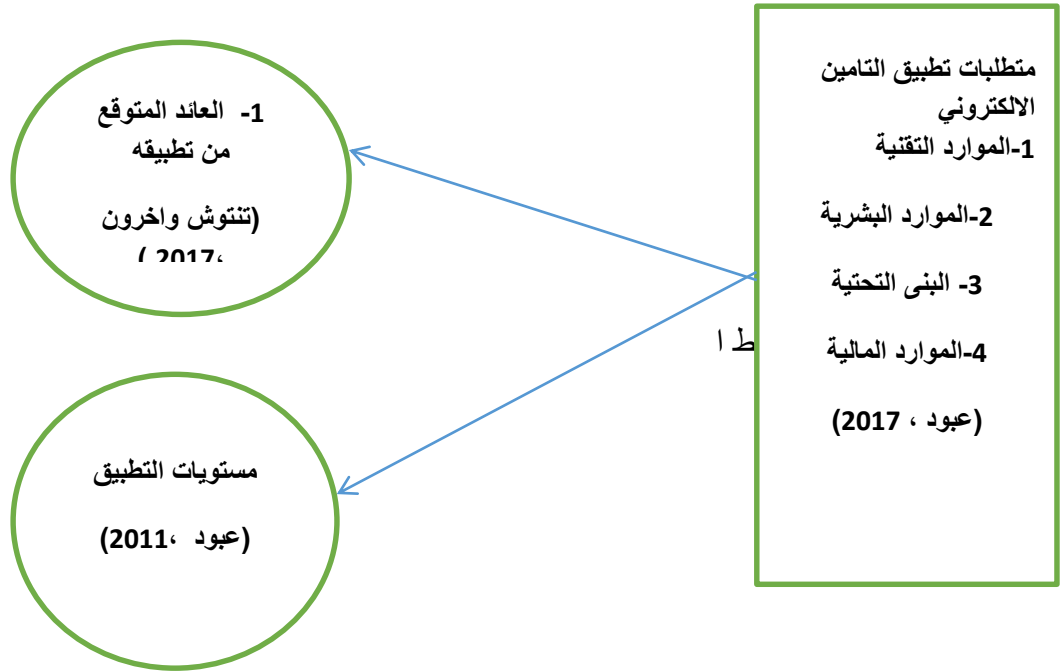 متطلبات تطبيق التامين
الالكتروني
1-الموارد التقنية
2-الموارد البشرية
3- البنى التحتية
4-الموارد المالية
(عبود ، 2017)
1- العائد المتوقع
من تطبيقه
(تنتوش واخرون
،2017 )
ط ا
مستويات التطبيق
(عبود ،2011)